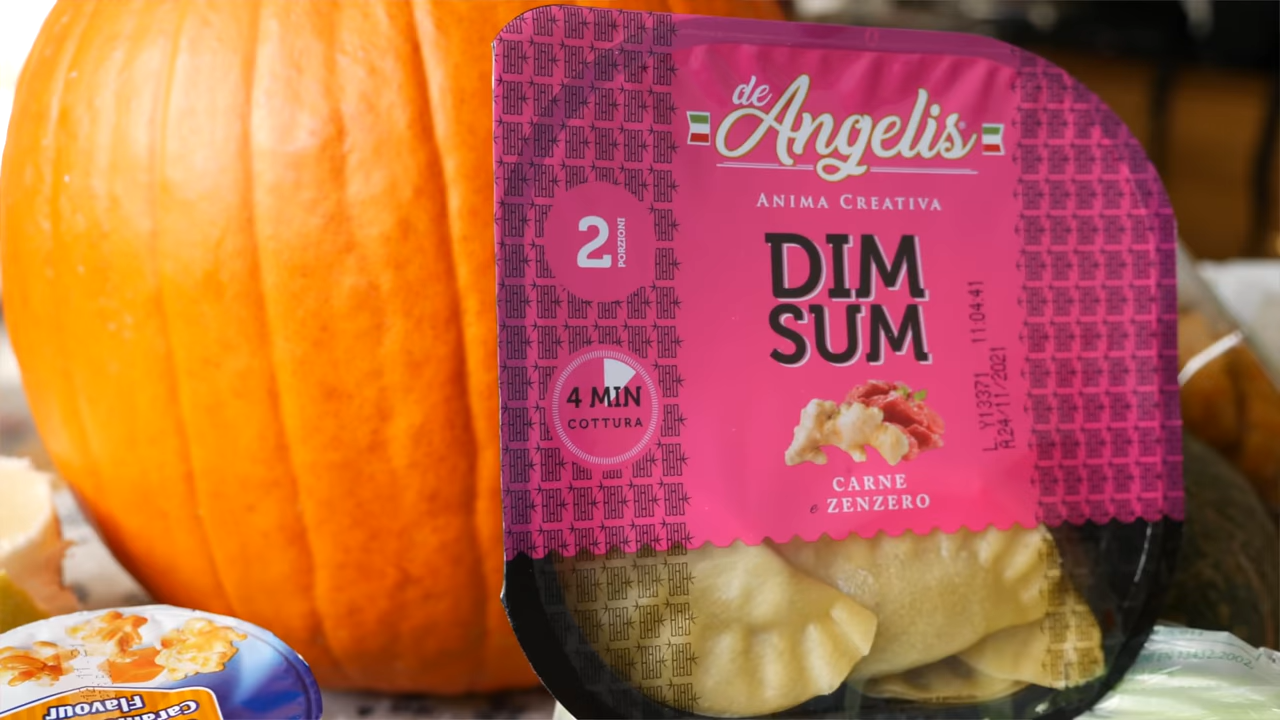 de
Angelis
ANIMA CREATIVA
2
PORZIONI
DIM
SUM
4 MIN
COTTURA
L Y13371 11:04:41
A24/11/2021
CARNE
e ZENZERO
Flavour